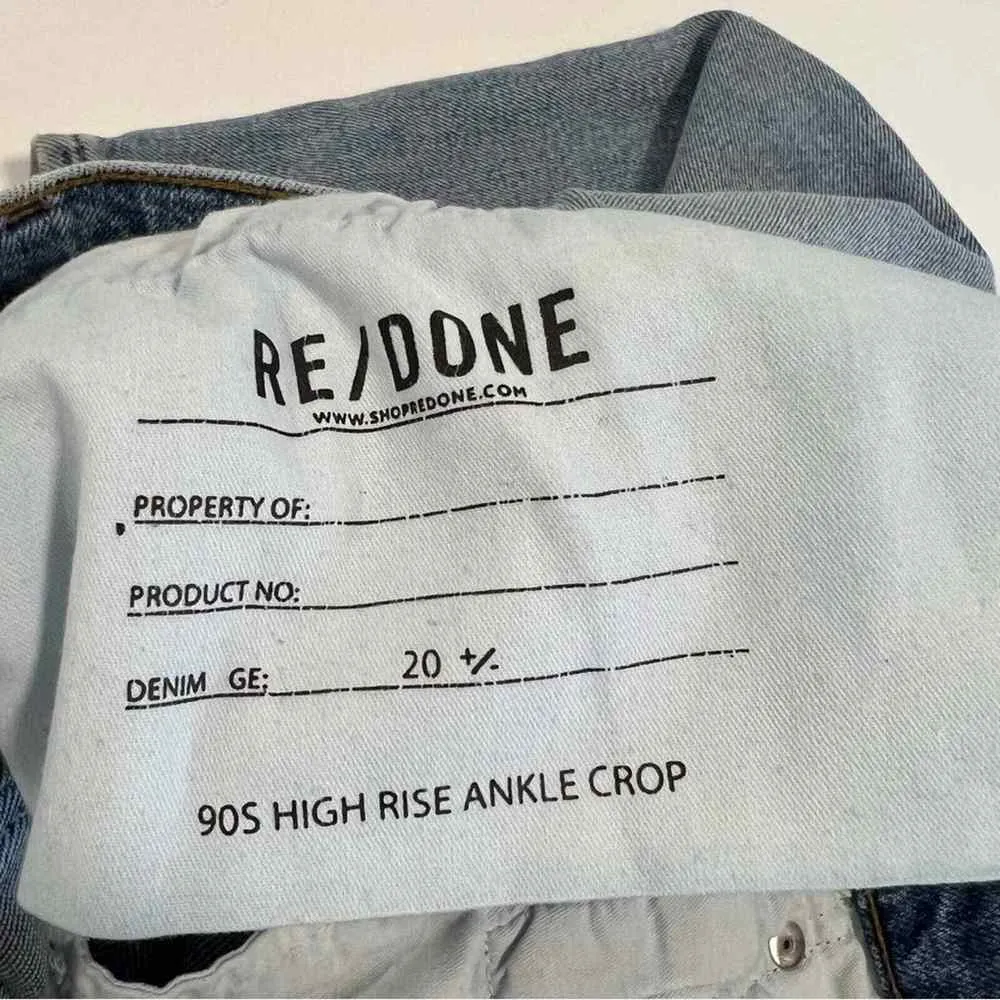 RE/DONE
WWW.SHOPREDONE.COM
PROPERTY OF:
PRODUCT NO:
DENIM GE: 20 +/-
90S HIGH RISE ANKLE CROP